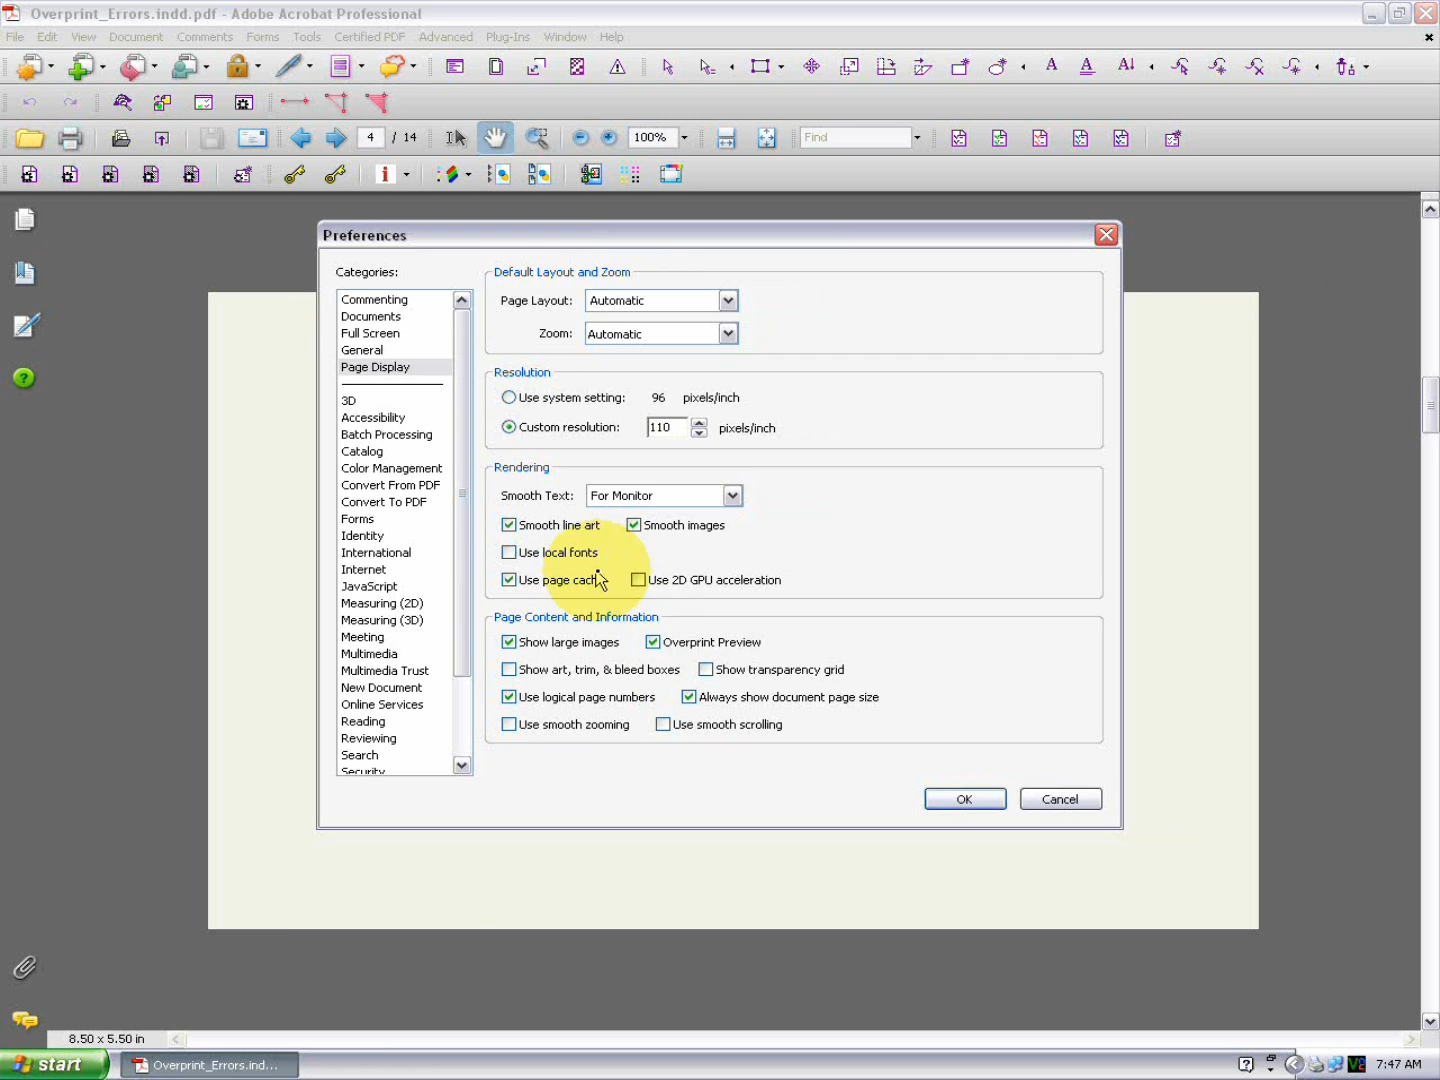 Overprint_Errors.indd.pdf - Adobe Acrobat Professional
File Edit View Document Comments Forms Tools Certified PDF Advanced Plug-Ins Window Help
4 / 14 100% Find
Preferences
Categories:
Commenting
Documents
Full Screen
General
Page Display
3D
Accessibility
Batch Processing
Catalog
Color Management
Convert From PDF
Convert To PDF
Forms
Identity
International
Internet
JavaScript
Measuring (2D)
Measuring (3D)
Meeting
Multimedia
Multimedia Trust
New Document
Online Services
Reading
Reviewing
Search
Security
Default Layout and Zoom
Page Layout: Automatic
Zoom: Automatic
Resolution
Use system setting: 96 pixels/inch
Custom resolution: 110 pixels/inch
Rendering
Smooth Text: For Monitor
Smooth line art Smooth images
Use local fonts
Use page cache Use 2D GPU acceleration
Page Content and Information
Show large images Overprint Preview
Show art, trim, & bleed boxes Show transparency grid
Use logical page numbers Always show document page size
Use smooth zooming Use smooth scrolling
OK Cancel
8.50 x 5.50 in
start Overprint_Errors.ind... 7:47 AM